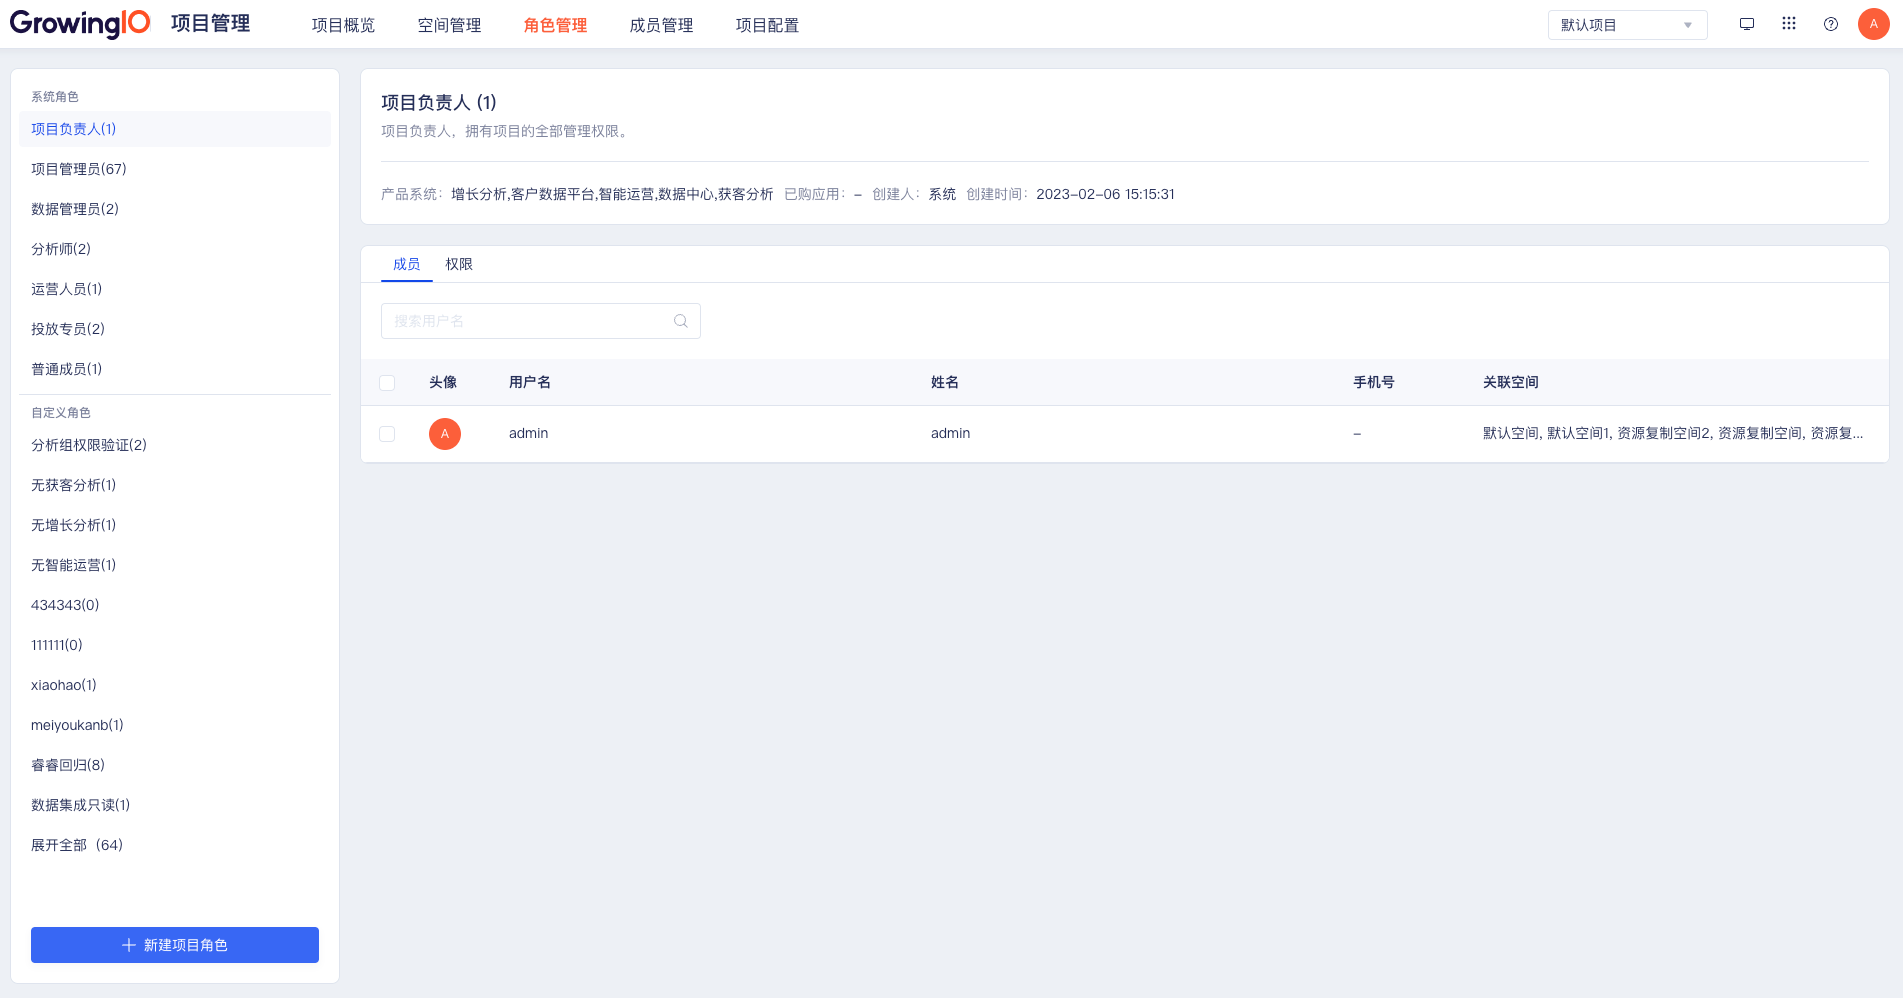 GrowingIO 项目管理 项目概览 空间管理 角色管理 成员管理 项目配置 默认项目 A
系统角色
项目负责人(1)
项目管理员(67)
数据管理员(2)
分析师(2)
运营人员(1)
投放专员(2)
普通成员(1)
自定义角色
分析组权限验证(2)
无获客分析(1)
无增长分析(1)
无智能运营(1)
434343(0)
111111(0)
xiaohao(1)
meiyoukanb(1)
睿睿回归(8)
数据集成只读(1)
展开全部（64）
新建项目角色
项目负责人 (1)
项目负责人，拥有项目的全部管理权限。
产品系统： 增长分析,客户数据平台,智能运营,数据中心,获客分析 已购应用： - 创建人： 系统 创建时间： 2023-02-06 15:15:31
成员 权限
搜索用户名
头像 用户名 姓名 手机号 关联空间
A admin admin - 默认空间, 默认空间1, 资源复制空间2, 资源复制空间, 资源复...